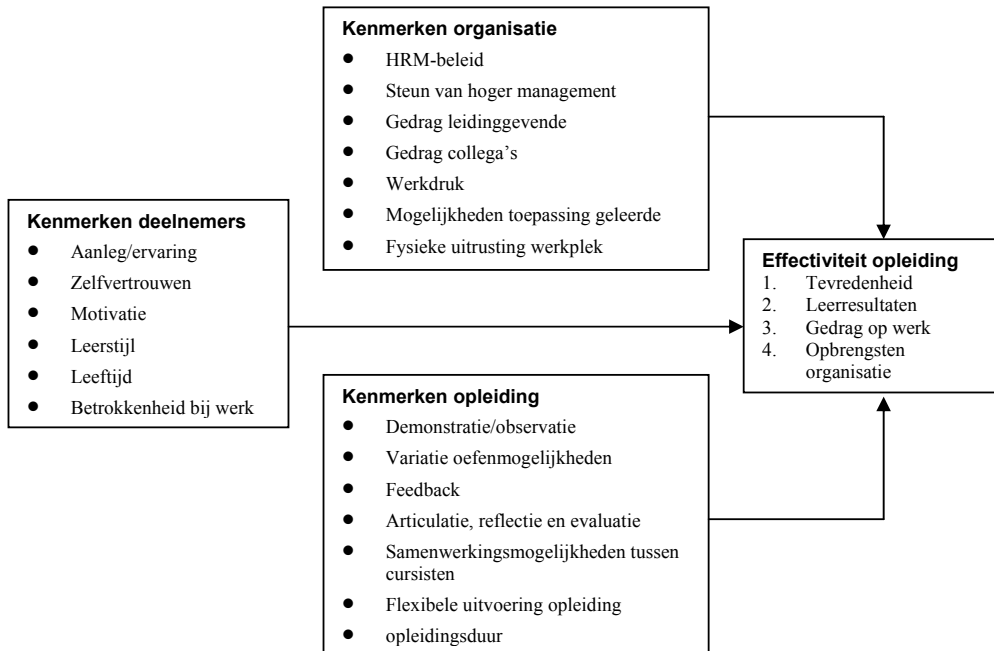 Kenmerken organisatie
● HRM-beleid
● Steun van hoger management
● Gedrag leidinggevende
● Gedrag collega’s
● Werkdruk
● Mogelijkheden toepassing geleerde
● Fysieke uitrusting werkplek
Kenmerken deelnemers
● Aanleg/ervaring
● Zelfvertrouwen
● Motivatie
● Leerstijl
● Leeftijd
● Betrokkenheid bij werk
Kenmerken opleiding
● Demonstratie/observatie
● Variatie oefenmogelijkheden
● Feedback
● Articulatie, reflectie en evaluatie
● Samenwerkingsmogelijkheden tussen
cursisten
● Flexibele uitvoering opleiding
● opleidingsduur
Effectiviteit opleiding
1. Tevredenheid
2. Leerresultaten
3. Gedrag op werk
4. Opbrengsten
organisatie